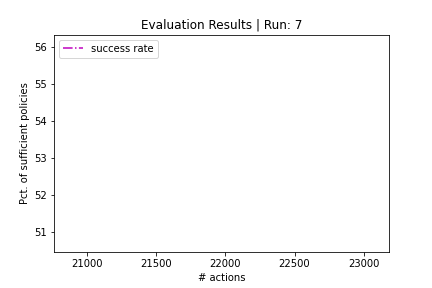 Evaluation Results | Run: 7
success rate
Pct. of sufficient policies
56
55
54
53
52
51
21000 21500 22000 22500 23000
# actions